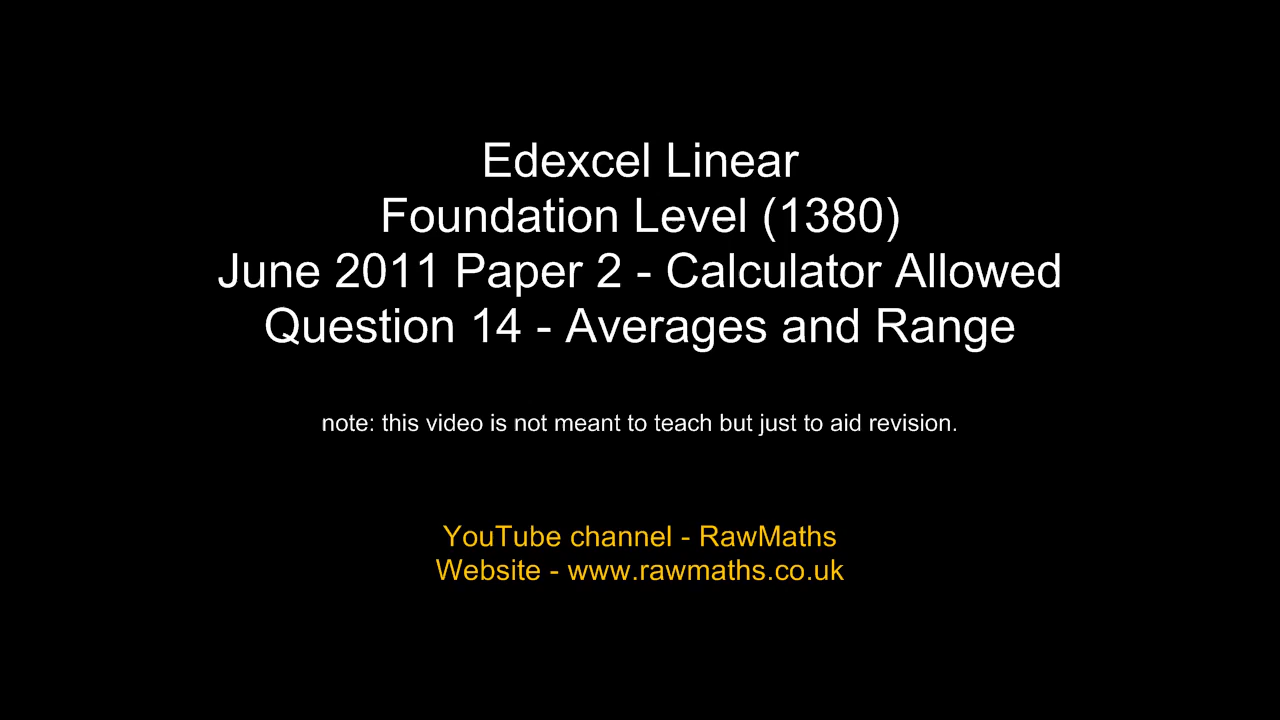 Edexcel Linear
Foundation Level (1380)
June 2011 Paper 2 - Calculator Allowed
Question 14 - Averages and Range
note: this video is not meant to teach but just to aid revision.
YouTube channel - RawMaths
Website - www.rawmaths.co.uk